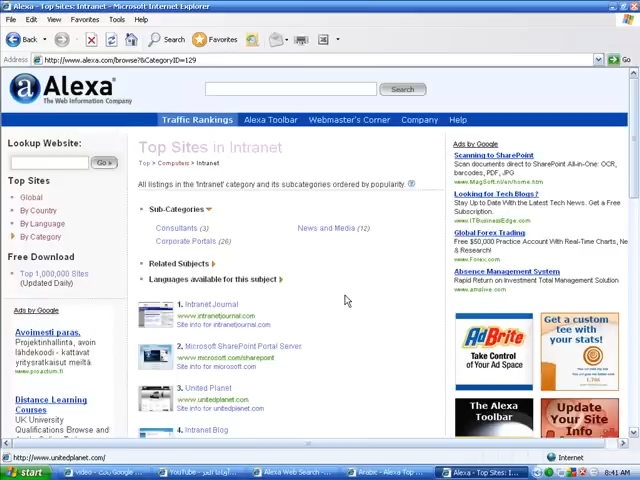 Alexa - Top Sites in Intranet - Microsoft Internet Explorer
File Edit View Favorites Tools Help
Back Search Favorites
Address http://www.alexa.com/browse?&CategoryID=129 Go
Alexa®
The Web Information Company
Search
Traffic Rankings Alexa Toolbar Webmaster's Corner Company Help
Lookup Website:
Go »
Top Sites
Global
By Country
By Language
By Category
Free Download
Top 1,000,000 Sites
(Updated Daily)
Ads by Google
Avoimesti paras.
Projektinhallinta, avoin
lähdekoodi - kattavat
yritysratkaisut meiltä.
Distance Learning
Courses
UK University
Qualifications Browse and
Top Sites in Intranet
Top > Computers > Intranet
All listings in the 'Intranet' category and its subcategories ordered by popularity.
Sub-Categories
Consultants (3) News and Media (12)
Corporate Portals (26)
Related Subjects
Languages available for this subject
1. Intranet Journal
www.intranetjournal.com
Site info for intranetjournal.com
2. Microsoft SharePoint Portal Server
www.microsoft.com/sharepoint
Site info for microsoft.com
3. United Planet
www.unitedplanet.com
Site info for unitedplanet.com
4. Intranet Blog
Ads by Google
Scanning to SharePoint
Scan documents direct to SharePoint All-in-One: OCR,
barcodes, PDF, JPG
Looking for Tech Blogs?
Stay Up To Date With the Latest Tech News. Get a Free
Subscription.
www.ITBusinessEdge.com
Global Forex Trading
Free $50,000 Practice Account With Real-Time Charts, Ne
& Research
www.Forex.com
Absence Management System
Rapid Return on Investment Total Management Solution
AdBrite
Take Control
of Your Ad Space
Get a custom
tee with
your stats!
1,796
The Alexa
Toolbar
Update
Your Site
Info
http://www.unitedplanet.com/ Internet
start YouTube - Alexa Web Search - ... Arabic - Alexa Top ... Alexa - Top Sites: I... 8:41 AM